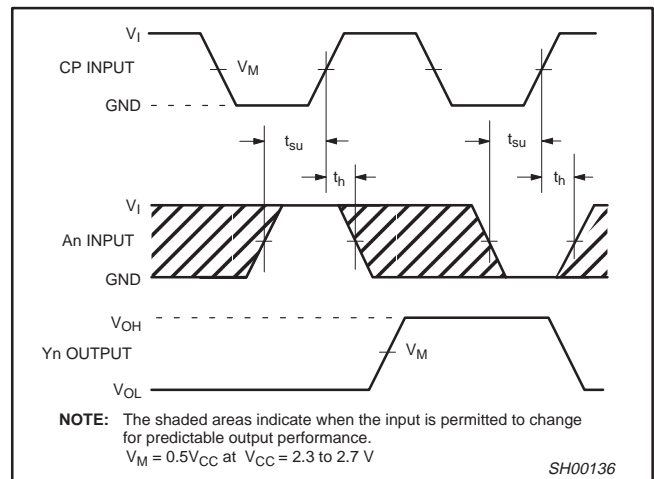 V_I
CP INPUT
V_M
GND
t_su
t_su
t_h
t_h
V_I
An INPUT
GND
V_OH
Yn OUTPUT
V_M
V_OL
NOTE: The shaded areas indicate when the input is permitted to change
for predictable output performance.
V_M = 0.5V_CC at V_CC = 2.3 to 2.7 V
SH00136